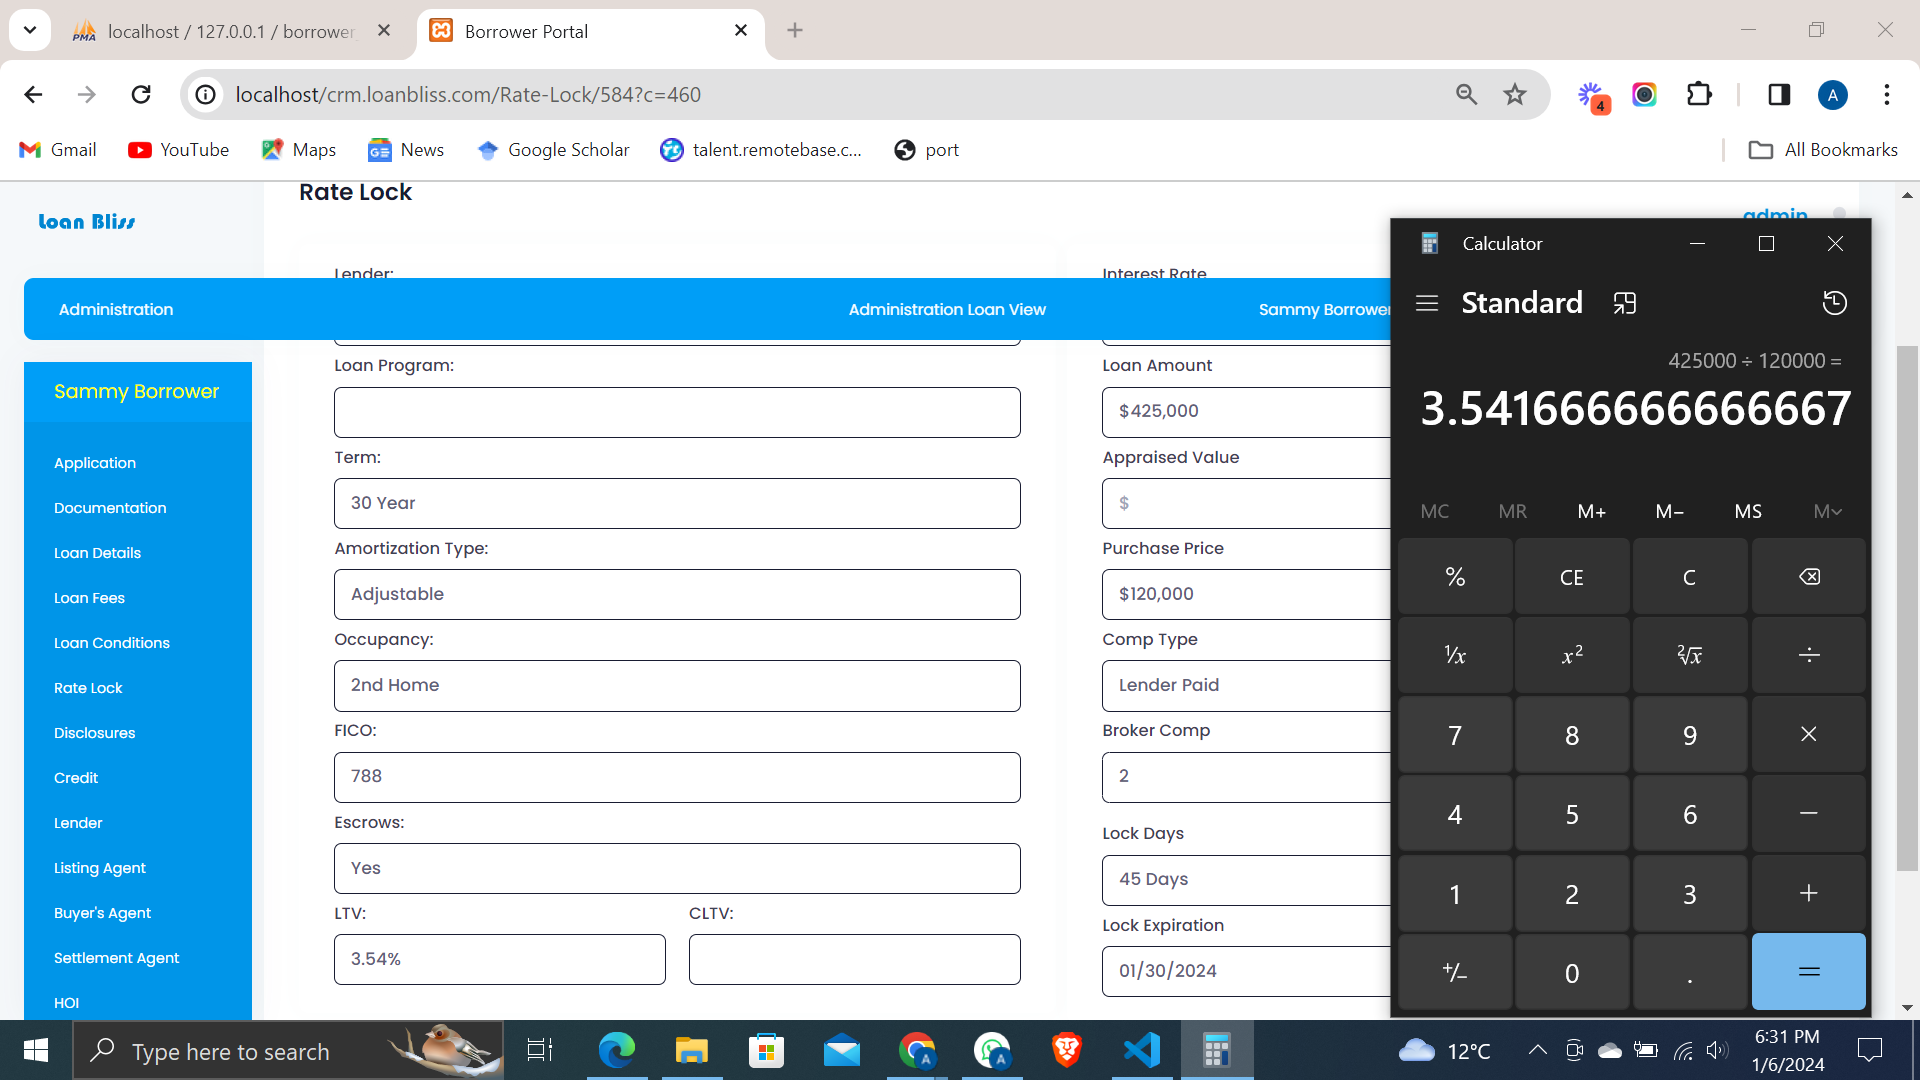 localhost / 127.0.0.1 / borrower
Borrower Portal
localhost/crm.loanbliss.com/Rate-Lock/584?c=460
4
A
Gmail
YouTube
Maps
News
Google Scholar
talent.remotebase.c...
port
All Bookmarks
Loan Bliss
Rate Lock
admin
Lender:
Interest Rate
Administration
Administration Loan View
Sammy Borrower
Sammy Borrower
Application
Documentation
Loan Details
Loan Fees
Loan Conditions
Rate Lock
Disclosures
Credit
Lender
Listing Agent
Buyer's Agent
Settlement Agent
HOI
Loan Program:
Term:
30 Year
Amortization Type:
Adjustable
Occupancy:
2nd Home
FICO:
788
Escrows:
Yes
LTV:
CLTV:
3.54%
Loan Amount
$425,000
Appraised Value
$
Purchase Price
$120,000
Comp Type
Lender Paid
Broker Comp
2
Lock Days
45 Days
Lock Expiration
01/30/2024
Calculator
Standard
425000 ÷ 120000 =
3.541666666666667
MC MR M+ M− MS M˅
% CE C
¹/x x² ²√x ÷
7 8 9 ×
4 5 6 −
1 2 3 +
+/− 0 . =
Type here to search
12°C
6:31 PM
1/6/2024